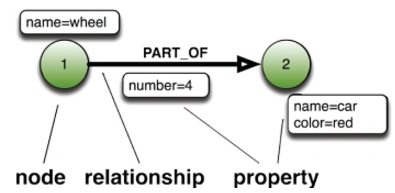 name=wheel
1
PART_OF
2
number=4
name=car
color=red
node relationship property